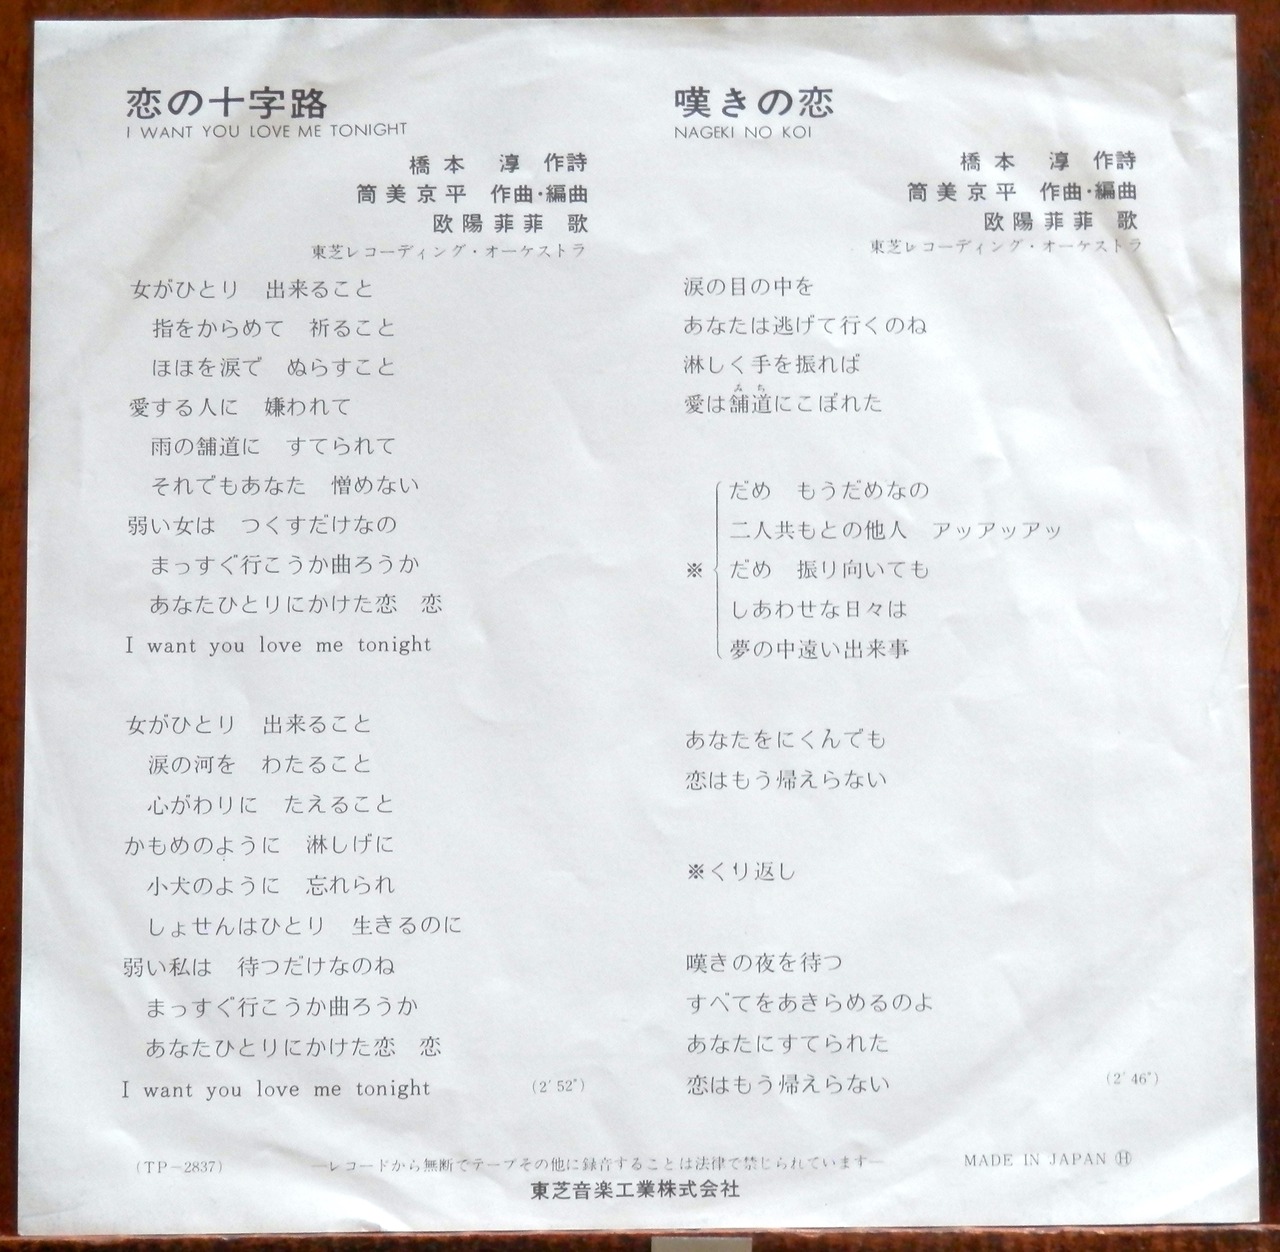 恋の十字路
I WANT YOU LOVE ME TONIGHT
橋本 淳 作詩
筒美京平 作曲・編曲
欧陽菲菲 歌
東芝レコーディング・オーケストラ
女がひとり 出来ること
指をからめて 祈ること
ほほを涙で ぬらすこと
愛する人に 嫌われて
雨の舗道に すてられて
それでもあなた 憎めない
弱い女は つくすだけなの
まっすぐ行こうか曲ろうか
あなたひとりにかけた恋 恋
I want you love me tonight
女がひとり 出来ること
涙の河を わたること
心がわりに たえること
かもめのように 淋しげに
小犬のように 忘れられ
しょせんはひとり 生きるのに
弱い私は 待つだけなのね
まっすぐ行こうか曲ろうか
あなたひとりにかけた恋 恋
I want you love me tonight
(2′52″)
嘆きの恋
NAGEKI NO KOI
橋本 淳 作詩
筒美京平 作曲・編曲
欧陽菲菲 歌
東芝レコーディング・オーケストラ
涙の目の中を
あなたは逃げて行くのね
淋しく手を振れば
みち
愛は舗道にこぼれた
だめ もうだめなの
二人共もとの他人 アッアッアッ
※ だめ 振り向いても
しあわせな日々は
夢の中遠い出来事
あなたをにくんでも
恋はもう帰えらない
※くり返し
嘆きの夜を待つ
すべてをあきらめるのよ
あなたにすてられた
恋はもう帰えらない
(2′46″)
(TP-2837)
—レコードから無断でテープその他に録音することは法律で禁じられています—
MADE IN JAPAN Ⓗ
東芝音楽工業株式会社